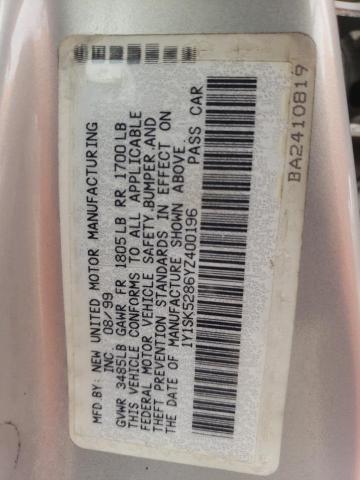 MFD BY: NEW UNITED MOTOR MANUFACTURING
INC. 08/99
GVWR 3485LB GAWR FR 1805LB RR 1700LB
THIS VEHICLE CONFORMS TO ALL APPLICABLE
FEDERAL MOTOR VEHICLE SAFETY,BUMPER,AND
THEFT PREVENTION STANDARDS IN EFFECT ON
THE DATE OF MANUFACTURE SHOWN ABOVE.
1Y1SK5286YZ400196 PASS CAR
BA2410819